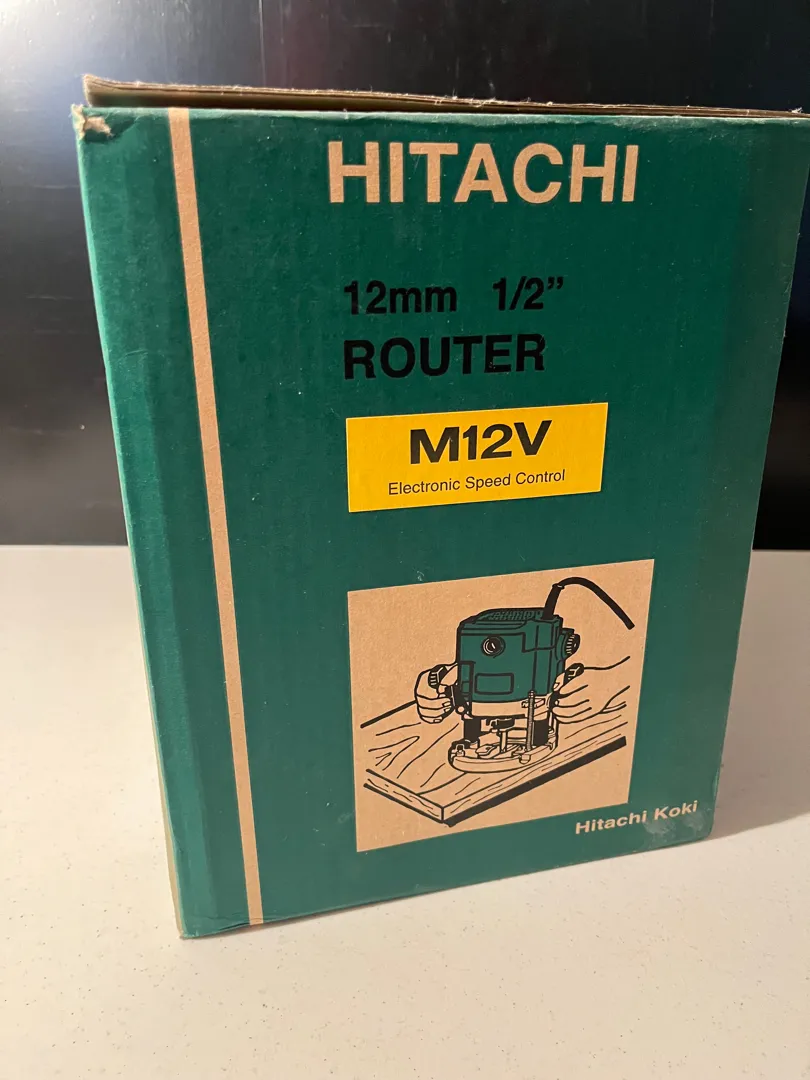 HITACHI
12mm 1/2”
ROUTER
M12V
Electronic Speed Control
Hitachi Koki